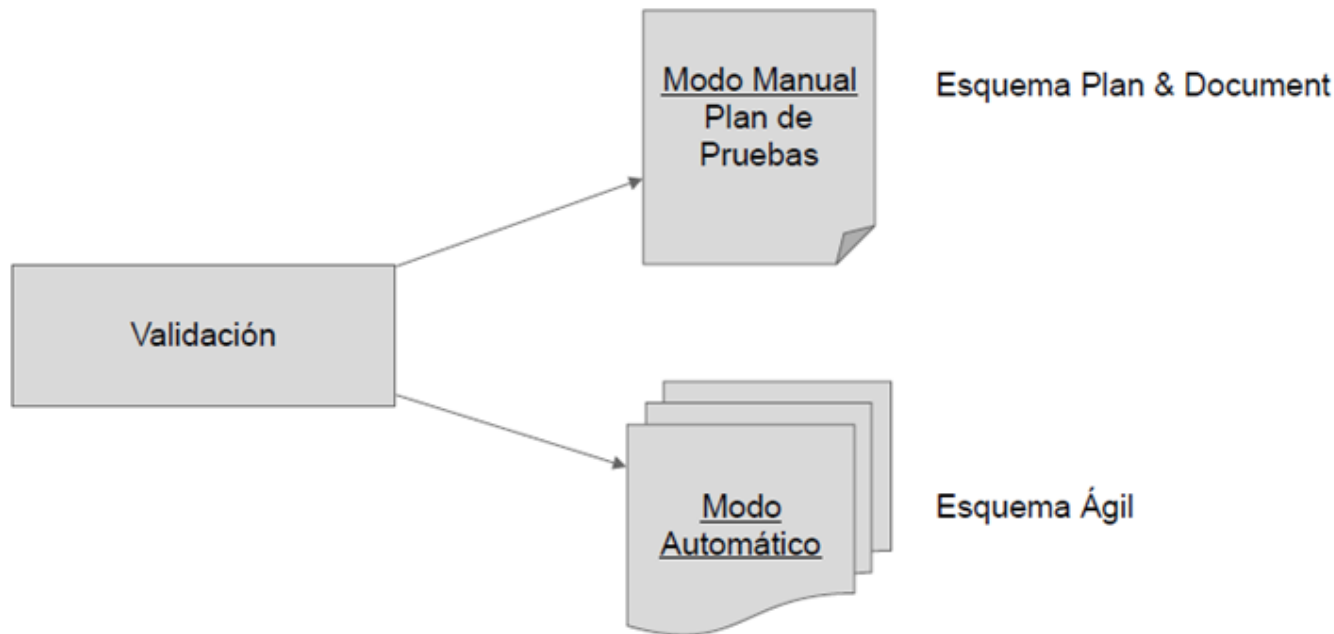 Modo Manual
Plan de
Pruebas
Esquema Plan & Document
Validación
Modo
Automático
Esquema Ágil